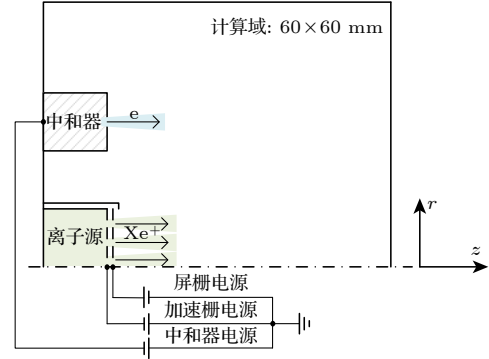 计算域: 60×60 mm
中和器
e
离子源
Xe+
r
z
屏栅电源
加速栅电源
中和器电源